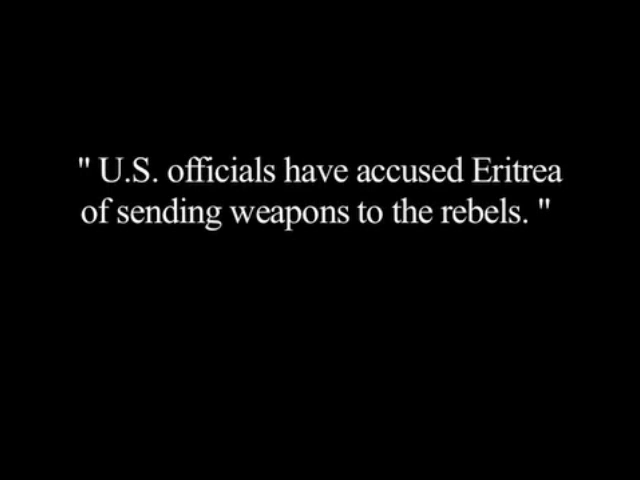 " U.S. officials have accused Eritrea
of sending weapons to the rebels. "